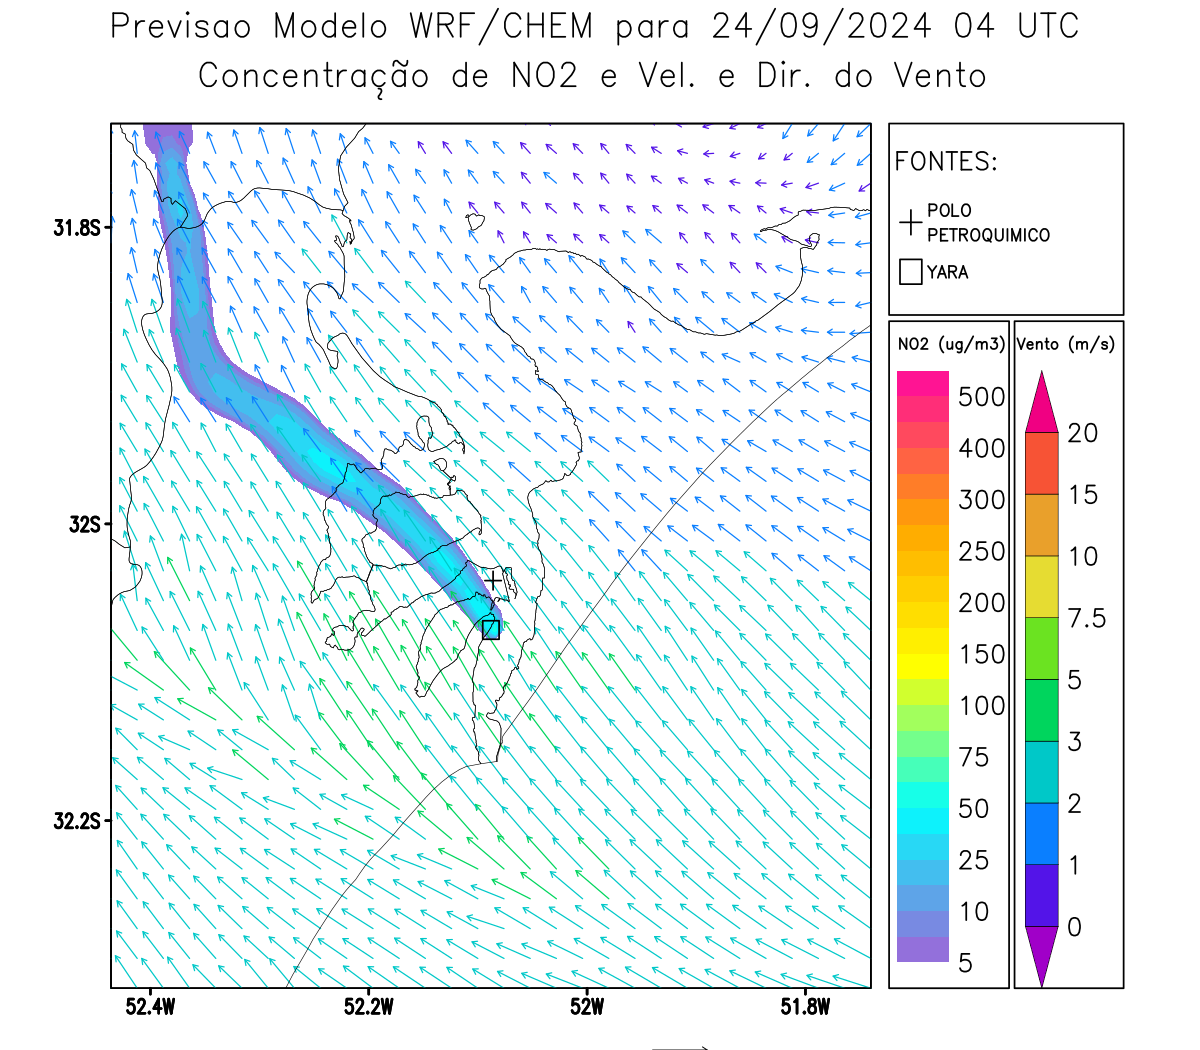 Previsao Modelo WRF/CHEM para 24/09/2024 04 UTC
Concentração de NO2 e Vel. e Dir. do Vento
FONTES:
POLO
PETROQUIMICO
YARA
31.8S
32S
32.2S
52.4W
52.2W
52W
51.8W
NO2 (ug/m3)
500
400
300
250
200
150
100
75
50
25
10
5
Vento (m/s)
20
15
10
7.5
5
3
2
1
0